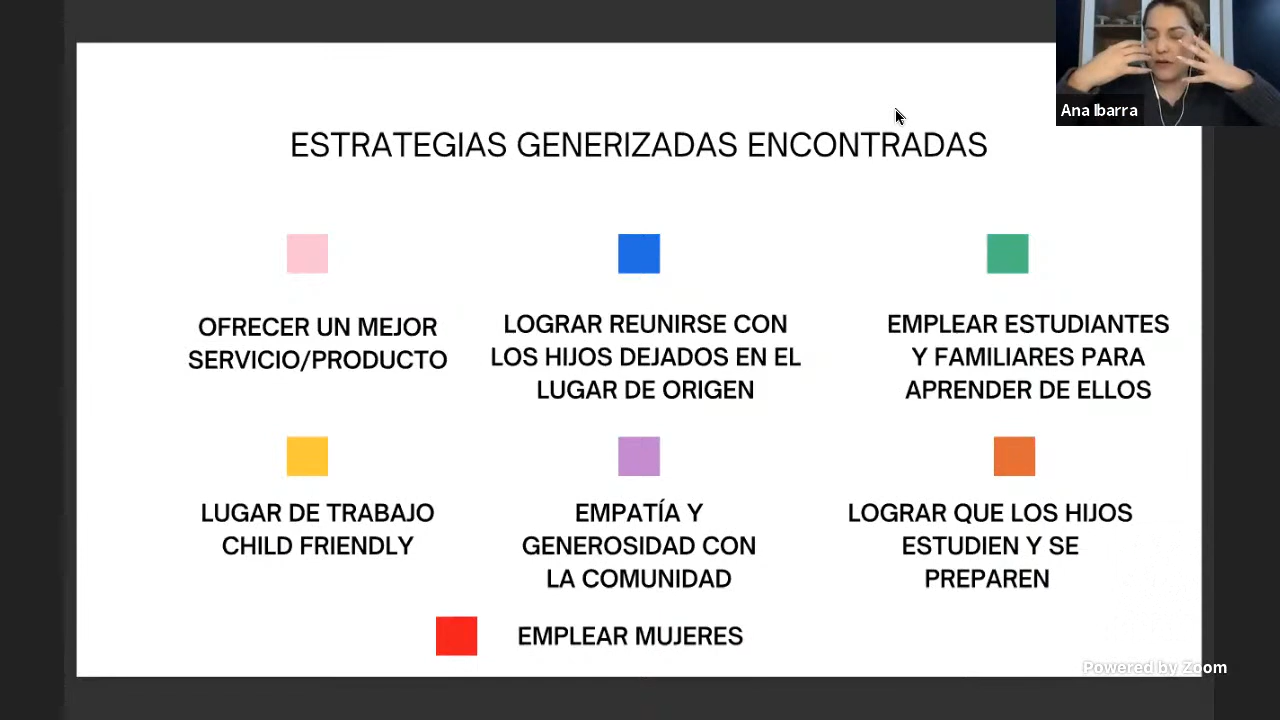 Ana Ibarra
ESTRATEGIAS GENERIZADAS ENCONTRADAS
OFRECER UN MEJOR
SERVICIO/PRODUCTO
LOGRAR REUNIRSE CON
LOS HIJOS DEJADOS EN EL
LUGAR DE ORIGEN
EMPLEAR ESTUDIANTES
Y FAMILIARES PARA
APRENDER DE ELLOS
LUGAR DE TRABAJO
CHILD FRIENDLY
EMPATÍA Y
GENEROSIDAD CON
LA COMUNIDAD
LOGRAR QUE LOS HIJOS
ESTUDIEN Y SE
PREPAREN
EMPLEAR MUJERES
Powered by Zoom